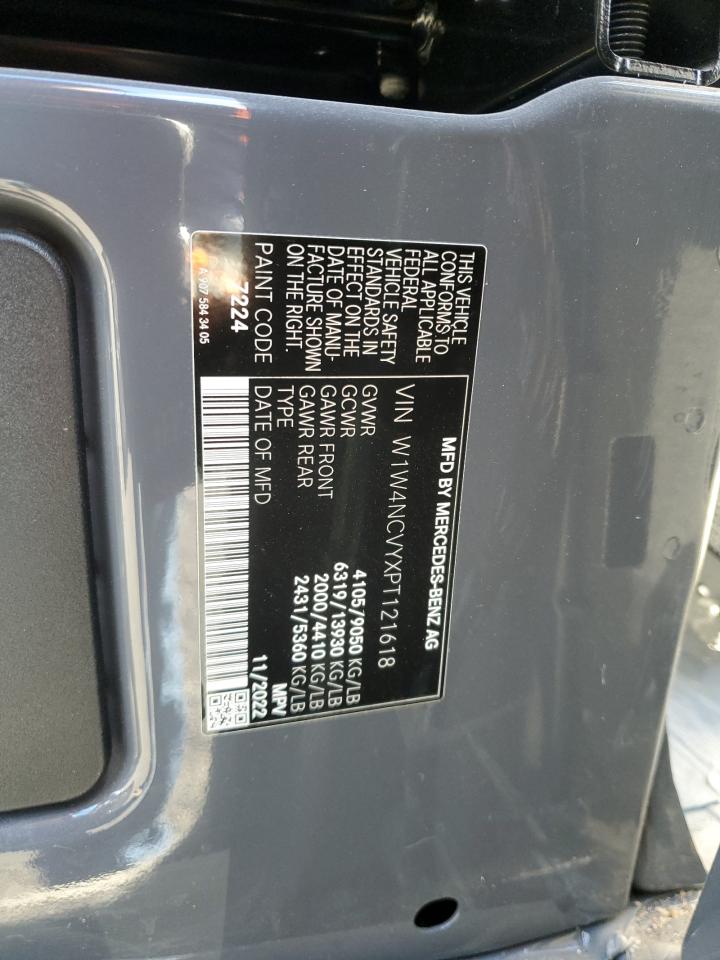 MFD BY MERCEDES-BENZ AG
THIS VEHICLE
CONFORMS TO
ALL APPLICABLE
FEDERAL
VEHICLE SAFETY
STANDARDS IN
EFFECT ON THE
DATE OF MANU-
FACTURE SHOWN
ON THE RIGHT.
PAINT CODE
7224
A 907 584 34 05
VIN W1W4NCVYXPT121618
GVWR 4105/9050 KG/LB
GCWR 6319/13930 KG/LB
GAWR FRONT 2000/4410 KG/LB
GAWR REAR 2431/5360 KG/LB
TYPE MPV
DATE OF MFD 11/2022